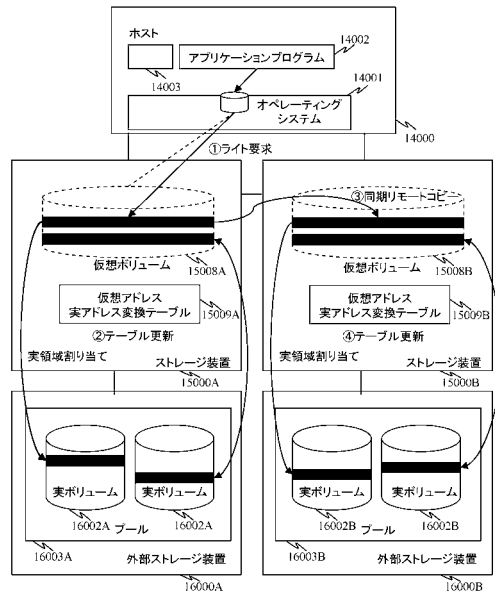 ホスト
アプリケーションプログラム
14002
14003
14001
オペレーティング
システム
14000
①ライト要求
③同期リモートコピー
仮想ボリューム
15008A
仮想ボリューム
15008B
仮想アドレス
実アドレス変換テーブル
15009A
仮想アドレス
実アドレス変換テーブル
15009B
②テーブル更新
④テーブル更新
実領域割り当て
ストレージ装置
15000A
実領域割り当て
ストレージ装置
15000B
実ボリューム
実ボリューム
16002A
16002A
プール
16003A
外部ストレージ装置
16000A
実ボリューム
実ボリューム
16002B
16002B
プール
16003B
外部ストレージ装置
16000B